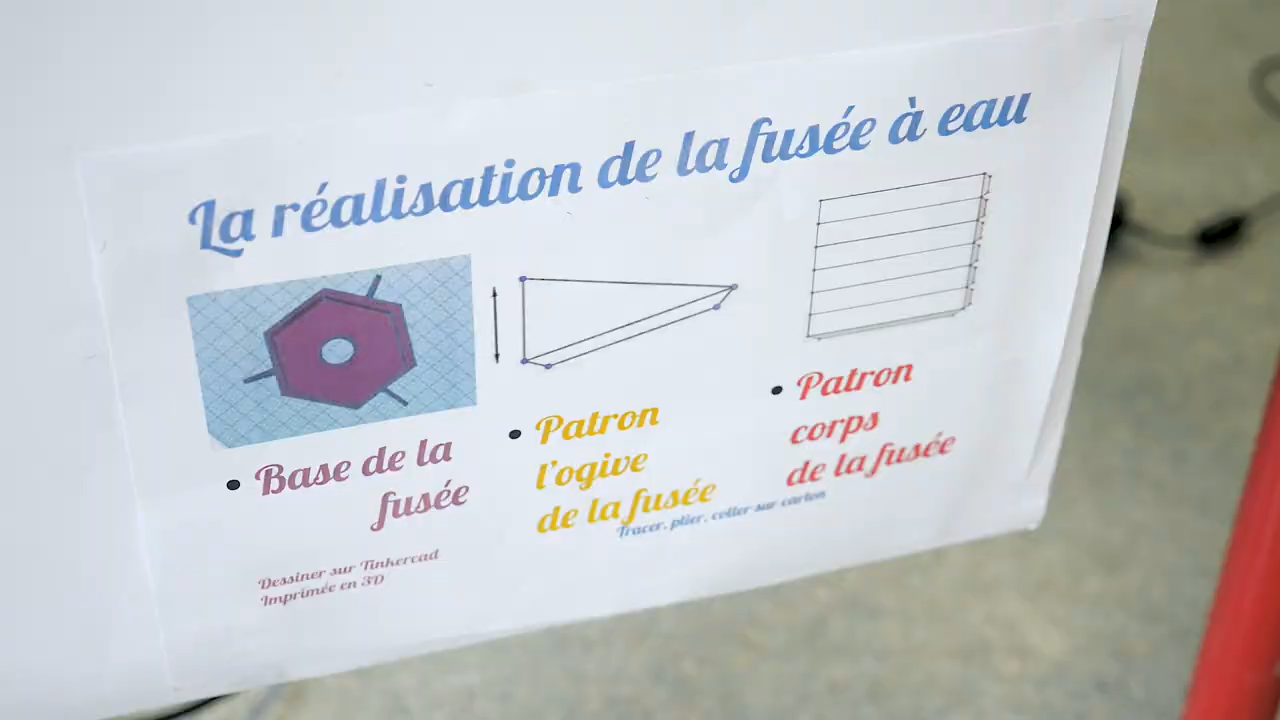 La réalisation de la fusée à eau
• Base de la
fusée
Dessiner sur Tinkercad
Imprimée en 3D
• Patron
l'ogive
de la fusée
• Patron
corps
de la fusée
Tracer, plier, coller sur carton